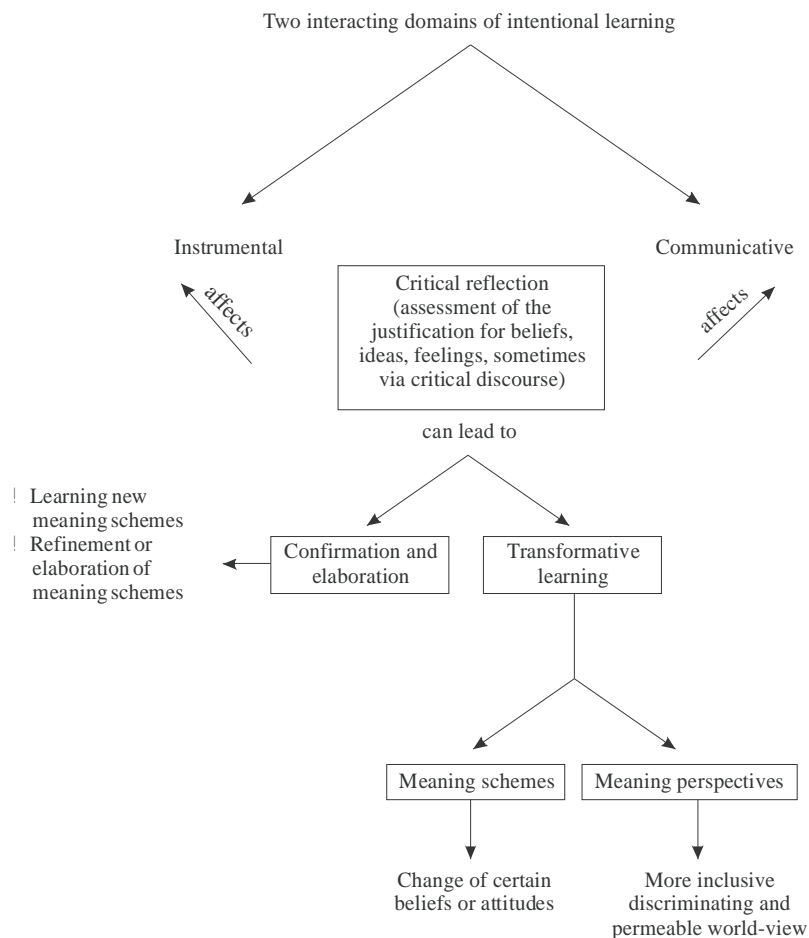 Two interacting domains of intentional learning
Instrumental
Communicative
affects
affects
Critical reflection
(assessment of the
justification for beliefs,
ideas, feelings, sometimes
via critical discourse)
can lead to
! Learning new
meaning schemes
! Refinement or
elaboration of
meaning schemes
Confirmation and
elaboration
Transformative
learning
Meaning schemes
Meaning perspectives
Change of certain
beliefs or attitudes
More inclusive
discriminating and
permeable world-view